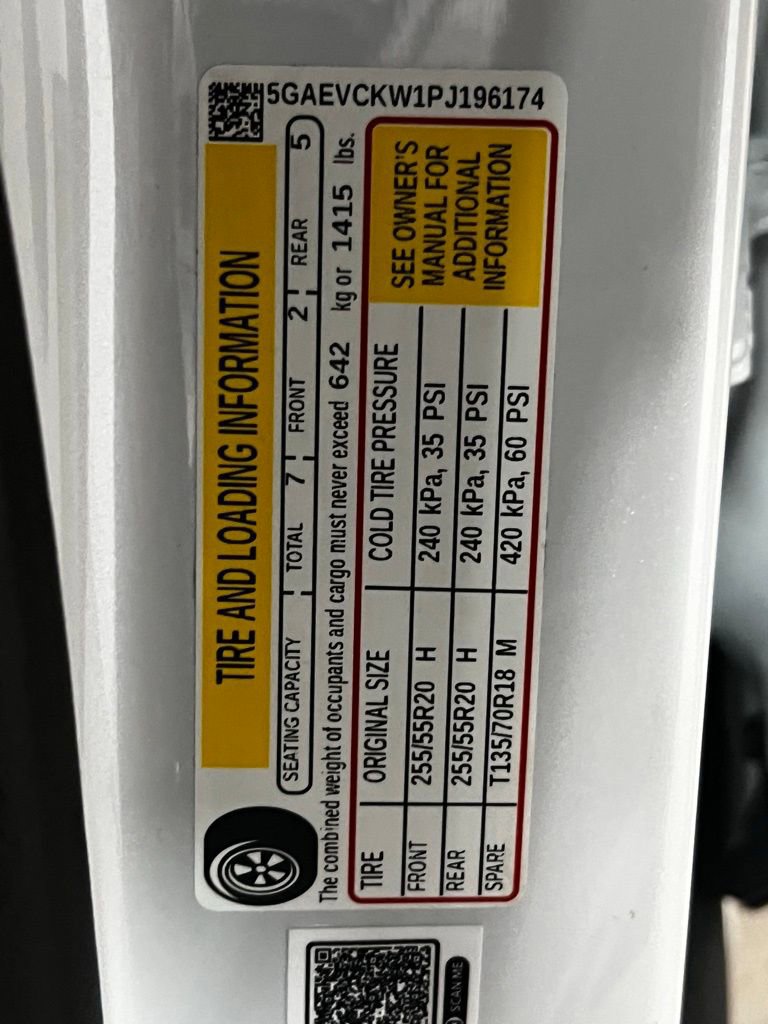 5GAEVCKW1PJ196174
TIRE AND LOADING INFORMATION
SEATING CAPACITY TOTAL 7 FRONT 2 REAR 5
The combined weight of occupants and cargo must never exceed 642 kg or 1415 lbs.
TIRE ORIGINAL SIZE COLD TIRE PRESSURE
FRONT 255/55R20 H 240 kPa, 35 PSI
REAR 255/55R20 H 240 kPa, 35 PSI
SPARE T135/70R18 M 420 kPa, 60 PSI
SEE OWNER'S
MANUAL FOR
ADDITIONAL
INFORMATION
SCAN ME